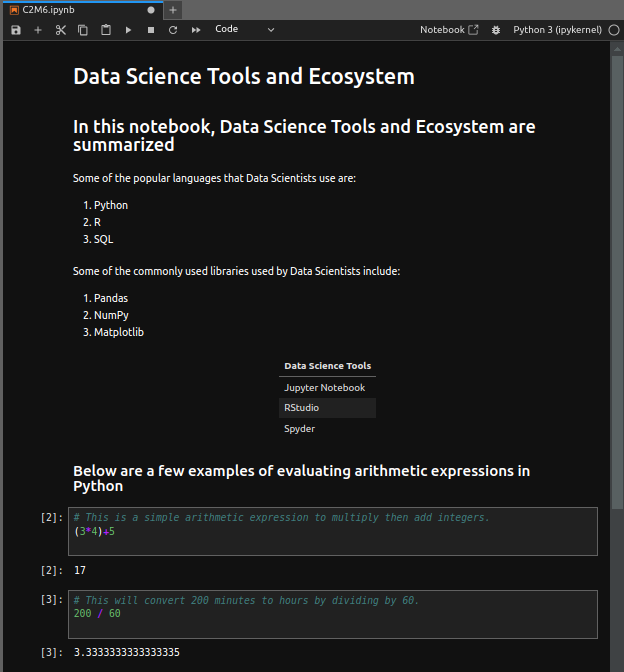 C2M6.ipynb
Code
Notebook
Python 3 (ipykernel)
Data Science Tools and Ecosystem
In this notebook, Data Science Tools and Ecosystem are
summarized
Some of the popular languages that Data Scientists use are:
1. Python
2. R
3. SQL
Some of the commonly used libraries used by Data Scientists include:
1. Pandas
2. NumPy
3. Matplotlib
Data Science Tools
Jupyter Notebook
RStudio
Spyder
Below are a few examples of evaluating arithmetic expressions in
Python
[2]: # This is a simple arithmetic expression to multiply then add integers.
(3*4)+5
[2]: 17
[3]: # This will convert 200 minutes to hours by dividing by 60.
200 / 60
[3]: 3.3333333333333335